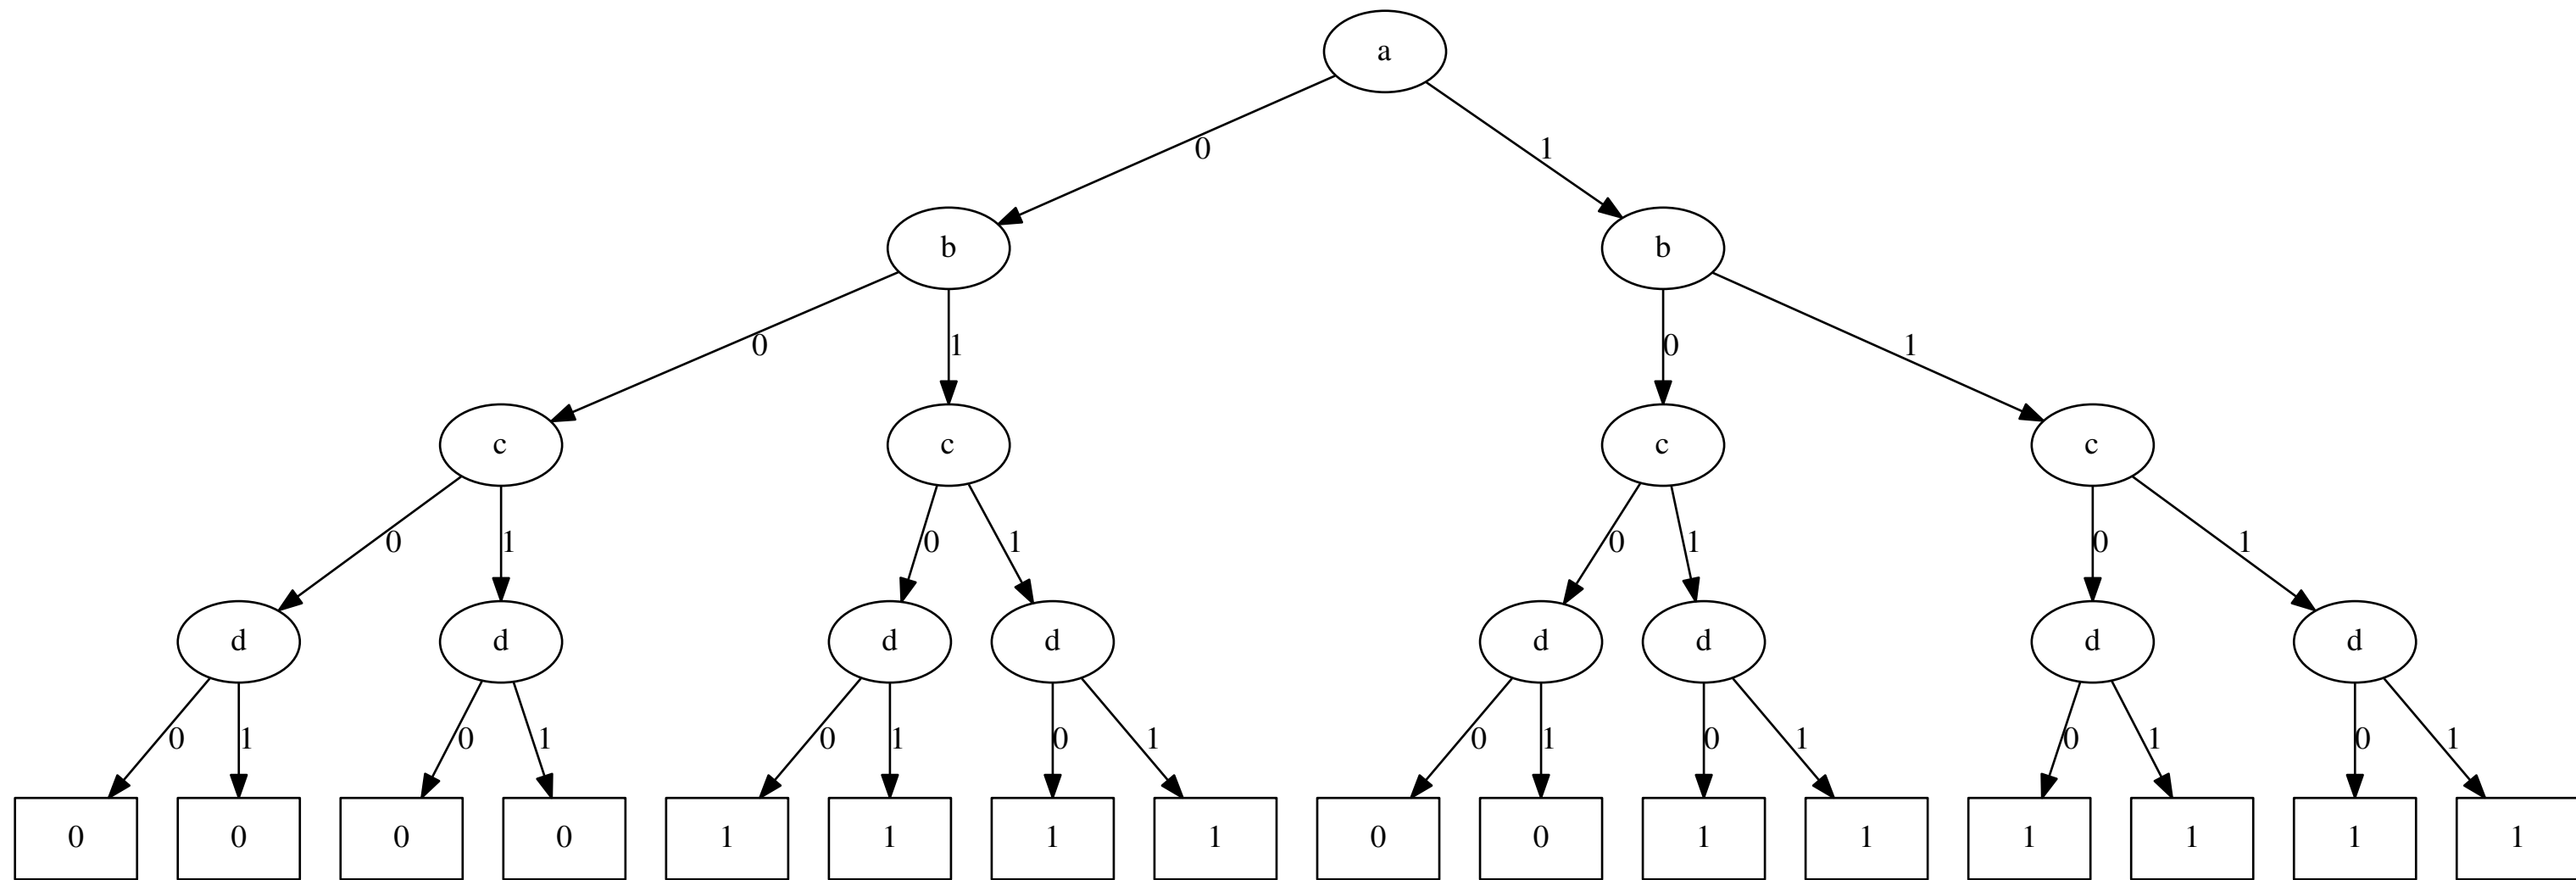 a
0 1
b b
0 1 0 1
c c c c
0 1 0 1 0 1 0 1
d d d d d d d d
0 1 0 1 0 1 0 1 0 1 0 1 0 1 0 1
0 0 0 0 1 1 1 1 0 0 1 1 1 1 1 1